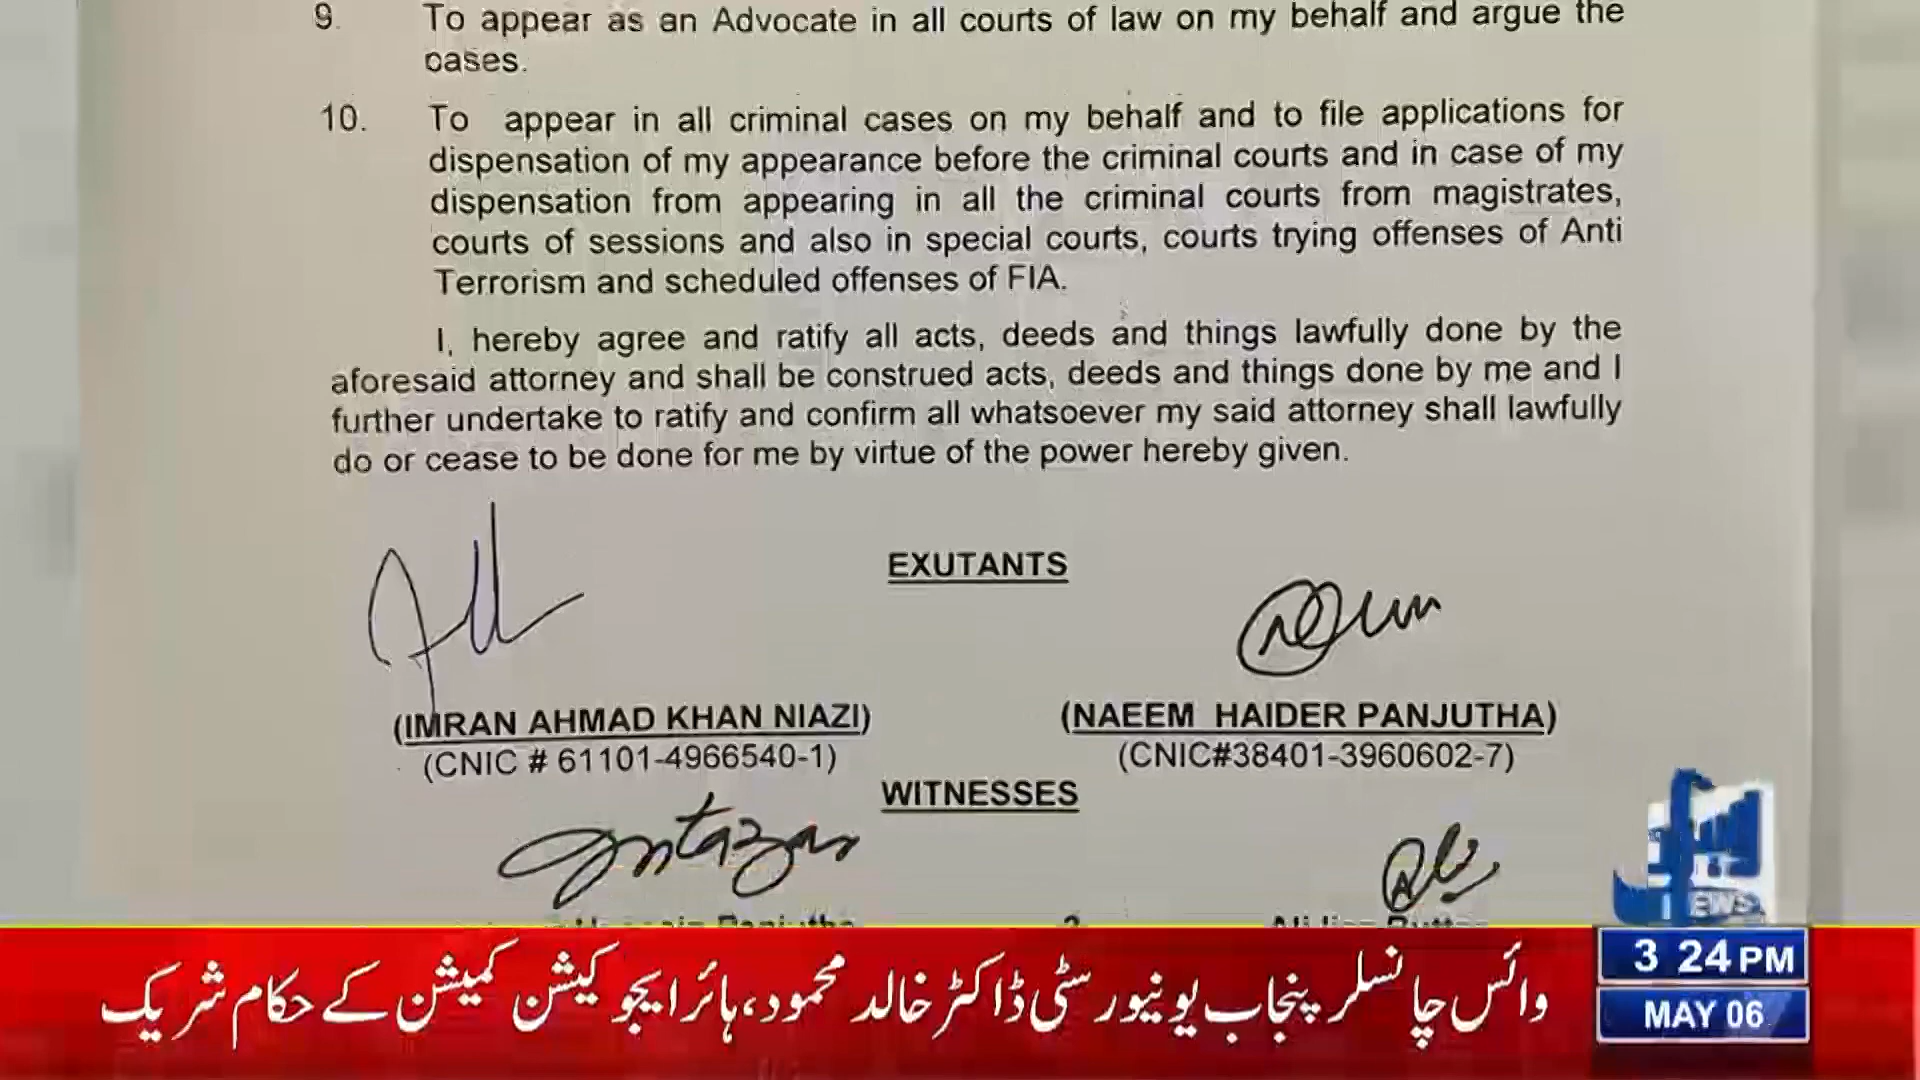 9. To appear as an Advocate in all courts of law on my behalf and argue the
cases.
10. To appear in all criminal cases on my behalf and to file applications for
dispensation of my appearance before the criminal courts and in case of my
dispensation from appearing in all the criminal courts from magistrates,
courts of sessions and also in special courts, courts trying offenses of Anti
Terrorism and scheduled offenses of FIA.
I, hereby agree and ratify all acts, deeds and things lawfully done by the
aforesaid attorney and shall be construed acts, deeds and things done by me and I
further undertake to ratify and confirm all whatsoever my said attorney shall lawfully
do or cease to be done for me by virtue of the power hereby given.
EXUTANTS
(IMRAN AHMAD KHAN NIAZI) (NAEEM HAIDER PANJUTHA)
(CNIC # 61101-4966540-1) (CNIC#38401-3960602-7)
WITNESSES
NEWS
3 24 PM
MAY 06
وائس چانسلر پنجاب یونیورسٹی ڈاکٹر خالد محمود، ہائر ایجوکیشن کمیشن کے حکام شریک